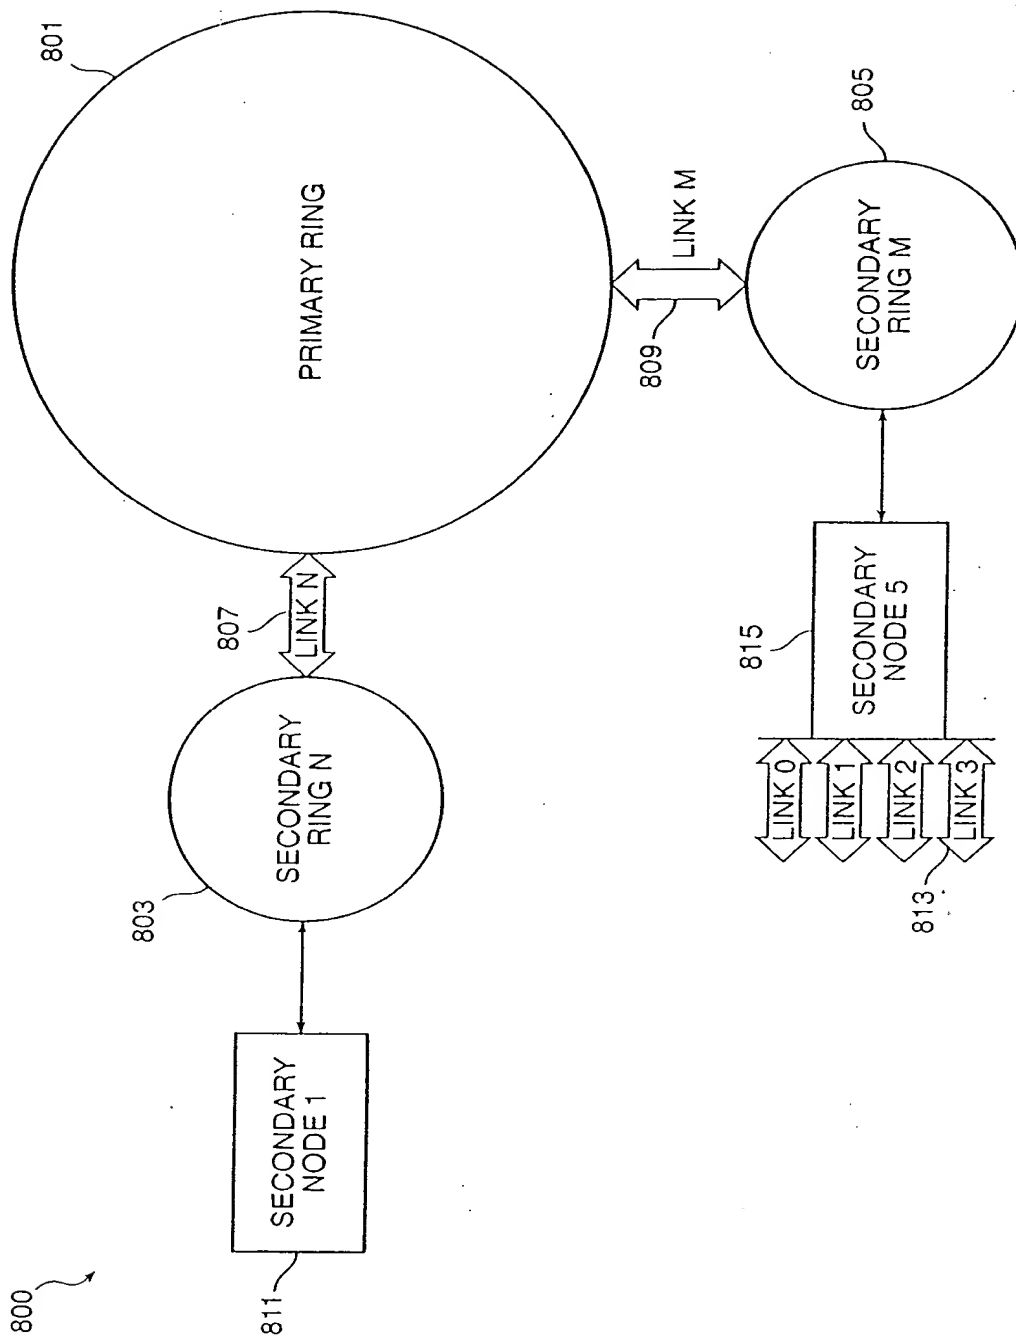 800
811
SECONDARY
NODE 1
803
SECONDARY
RING N
807
LINK N
801
PRIMARY RING
813
LINK 0
LINK 1
LINK 2
LINK 3
815
SECONDARY
NODE 5
809
LINK M
805
SECONDARY
RING M